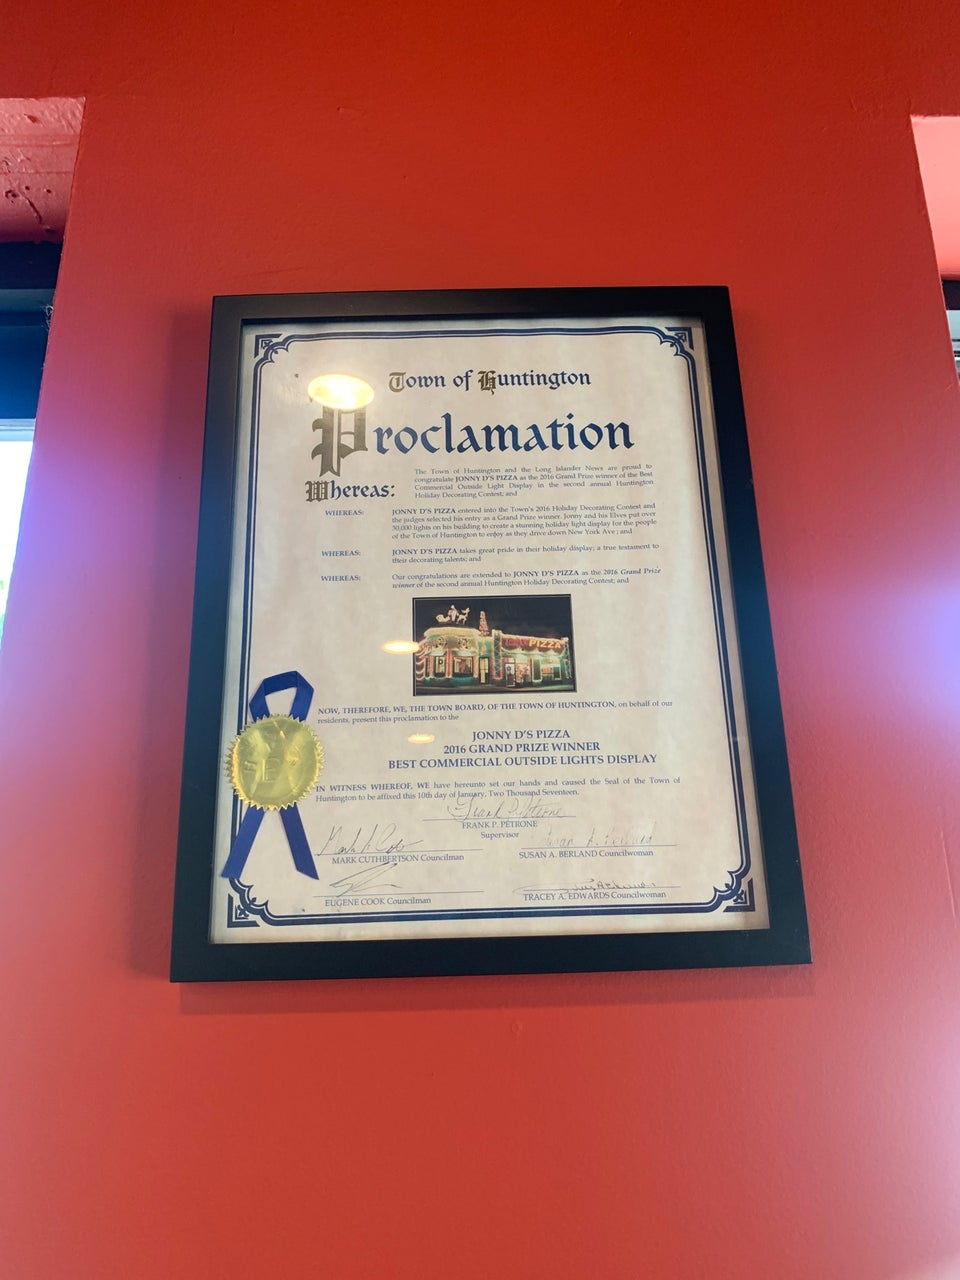 Town of Huntington
Proclamation
Whereas:
The Town of Huntington and the Long Islander News are proud to
congratulate JONNY D'S PIZZA as the 2016 Grand Prize winner of the Best
Commercial Outside Light Display in the second annual Huntington
Holiday Decorating Contest; and
WHEREAS: JONNY D'S PIZZA entered into the Town's 2016 Holiday Decorating Contest and
the judges selected his entry as a Grand Prize winner. Jonny and his Elves put over
30,000 lights on his building to create a stunning holiday light display for the people
of the Town of Huntington to enjoy as they drive down New York Ave; and
WHEREAS: JONNY D'S PIZZA takes great pride in their holiday display; a true testament to
their decorating talents; and
WHEREAS: Our congratulations are extended to JONNY D'S PIZZA as the 2016 Grand Prize
winner of the second annual Huntington Holiday Decorating Contest; and
PIZZA
NOW, THEREFORE, WE, THE TOWN BOARD, OF THE TOWN OF HUNTINGTON, on behalf of our
residents, present this proclamation to the
JONNY D'S PIZZA
2016 GRAND PRIZE WINNER
BEST COMMERCIAL OUTSIDE LIGHTS DISPLAY
IN WITNESS WHEREOF, WE have hereunto set our hands and caused the Seal of the Town of
Huntington to be affixed this 10th day of January, Two Thousand Seventeen.
Frank P. Petrone
FRANK P. PETRONE
Supervisor
MARK CUTHBERTSON Councilman
SUSAN A. BERLAND Councilwoman
EUGENE COOK Councilman
TRACEY A. EDWARDS Councilwoman